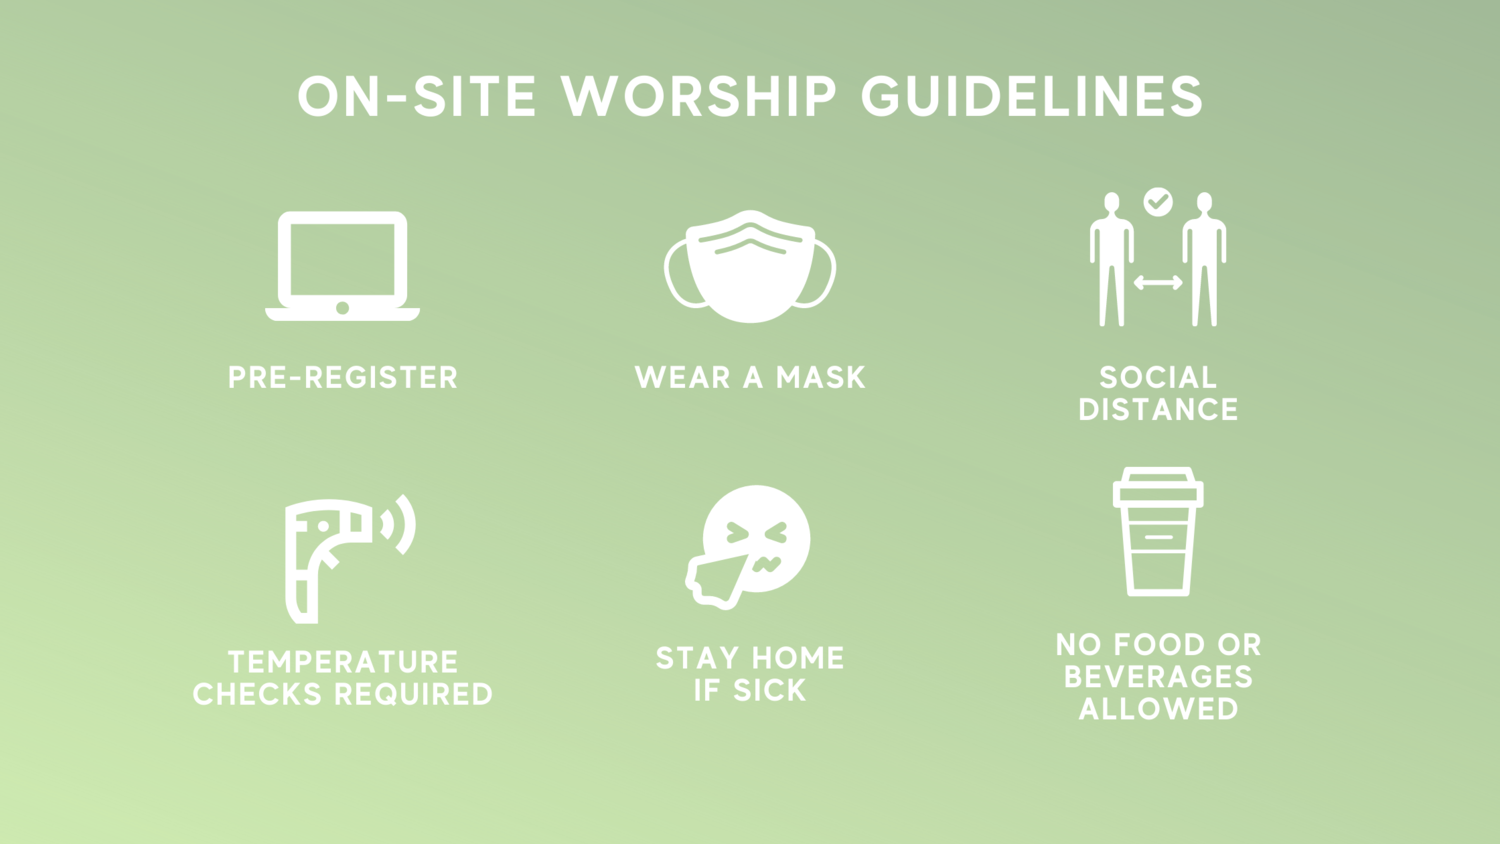 ON-SITE WORSHIP GUIDELINES
PRE-REGISTER
WEAR A MASK
SOCIAL
DISTANCE
TEMPERATURE
CHECKS REQUIRED
STAY HOME
IF SICK
NO FOOD OR
BEVERAGES
ALLOWED